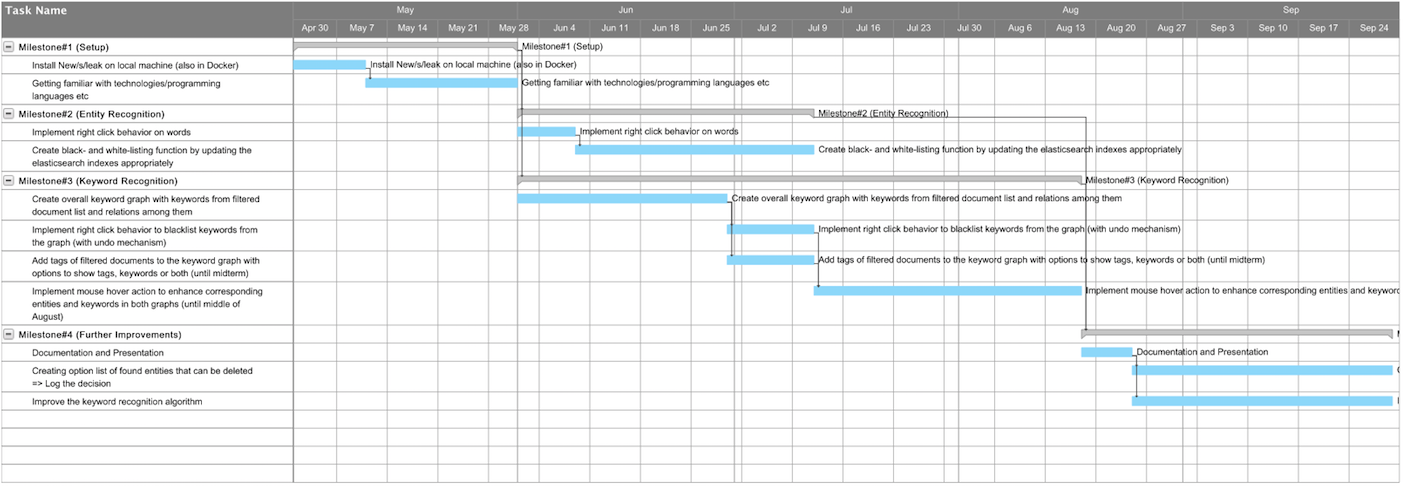 Task Name
May Jun Jul Aug Sep
Apr 30 May 7 May 14 May 21 May 28 Jun 4 Jun 11 Jun 18 Jun 25 Jul 2 Jul 9 Jul 16 Jul 23 Jul 30 Aug 6 Aug 13 Aug 20 Aug 27 Sep 3 Sep 10 Sep 17 Sep 24
Milestone#1 (Setup) Milestone#1 (Setup)
Install New/s/leak on local machine (also in Docker) Install New/s/leak on local machine (also in Docker)
Getting familiar with technologies/programming
languages etc
Getting familiar with technologies/programming languages etc
Milestone#2 (Entity Recognition) Milestone#2 (Entity Recognition)
Implement right click behavior on words Implement right click behavior on words
Create black- and white-listing function by updating the
elasticsearch indexes appropriately
Create black- and white-listing function by updating the elasticsearch indexes appropriately
Milestone#3 (Keyword Recognition) Milestone#3 (Keyword Recognition)
Create overall keyword graph with keywords from filtered
document list and relations among them
Create overall keyword graph with keywords from filtered document list and relations among them
Implement right click behavior to blacklist keywords from
the graph (with undo mechanism)
Implement right click behavior to blacklist keywords from the graph (with undo mechanism)
Add tags of filtered documents to the keyword graph with
options to show tags, keywords or both (until midterm)
Add tags of filtered documents to the keyword graph with options to show tags, keywords or both (until midterm)
Implement mouse hover action to enhance corresponding
entities and keywords in both graphs (until middle of
August)
Implement mouse hover action to enhance corresponding entities and keyword
Milestone#4 (Further Improvements)
Documentation and Presentation Documentation and Presentation
Creating option list of found entities that can be deleted
=> Log the decision
Improve the keyword recognition algorithm